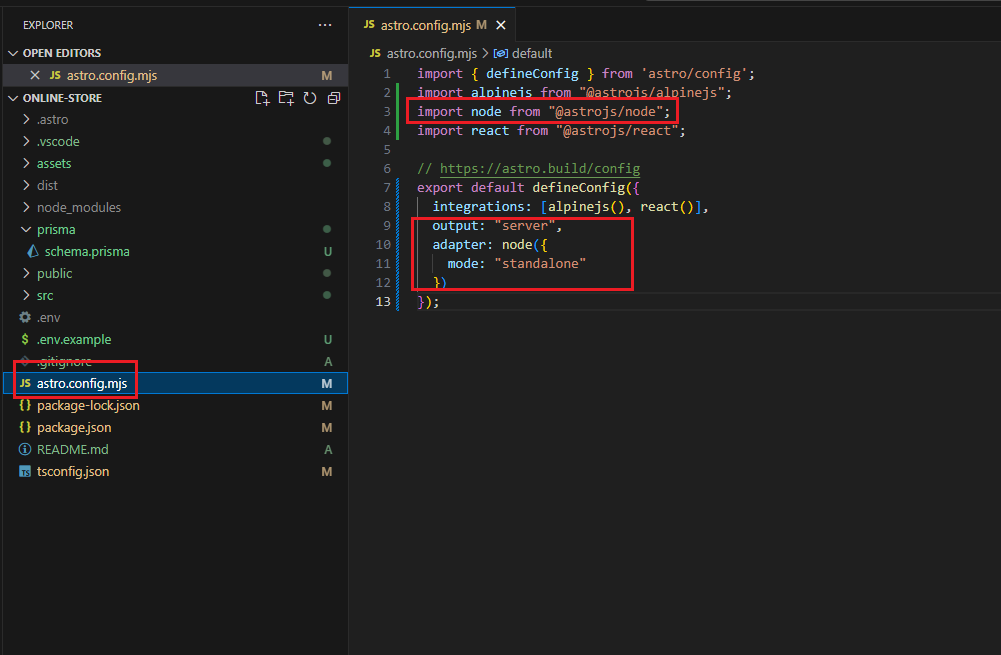 EXPLORER ...
OPEN EDITORS
JS astro.config.mjs M
ONLINE-STORE
.astro
.vscode
assets
dist
node_modules
prisma
schema.prisma U
public
src
.env
$ .env.example U
.gitignore A
JS astro.config.mjs M
{} package-lock.json M
{} package.json M
README.md A
TS tsconfig.json M
JS astro.config.mjs M
JS astro.config.mjs > default
1 import { defineConfig } from 'astro/config';
2 import alpinejs from "@astrojs/alpinejs";
3 import node from "@astrojs/node";
4 import react from "@astrojs/react";
5
6 // https://astro.build/config
7 export default defineConfig({
8 integrations: [alpinejs(), react()],
9 output: "server",
10 adapter: node({
11 mode: "standalone"
12 })
13 });